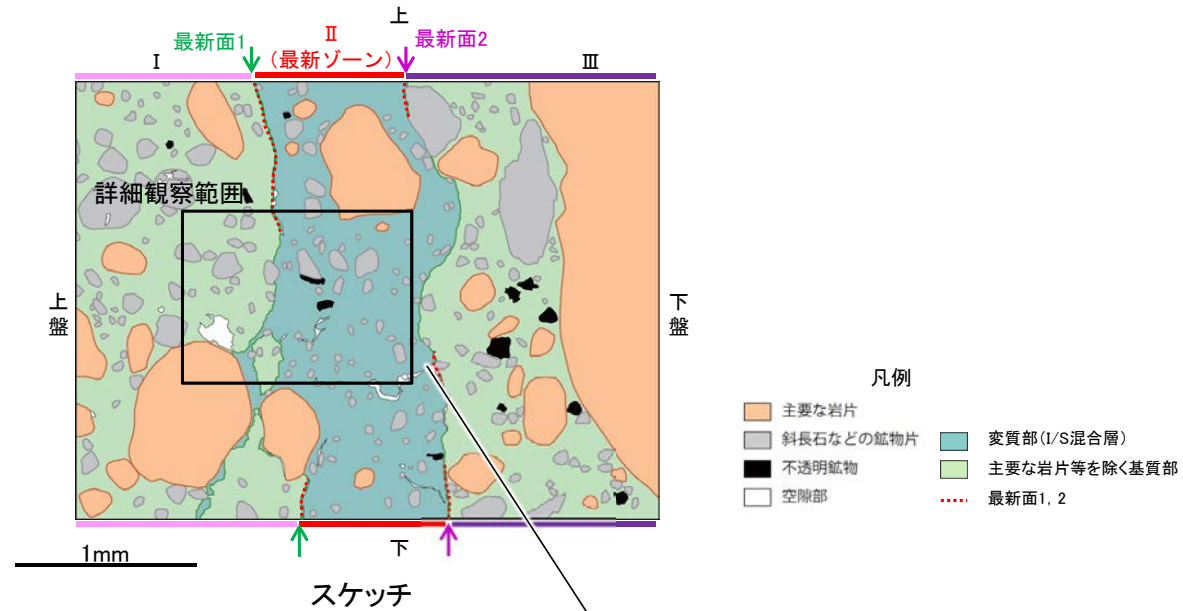 上
最新面1
Ⅱ
(最新ゾーン)
最新面2
Ⅰ
Ⅲ
詳細観察範囲
上盤
下盤
下
1mm
スケッチ
凡例
主要な岩片
斜長石などの鉱物片
不透明鉱物
空隙部
変質部(I/S混合層)
主要な岩片等を除く基質部
最新面1, 2